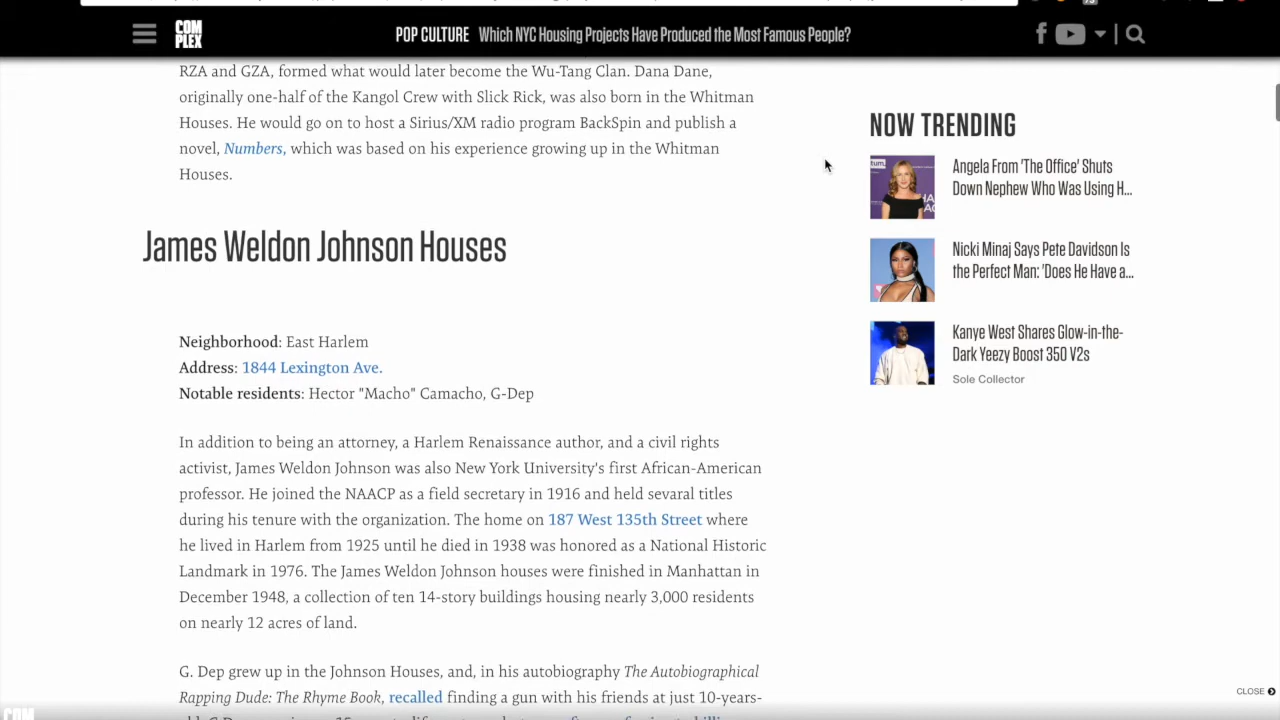 COM
PLEX
POP CULTURE Which NYC Housing Projects Have Produced the Most Famous People?
RZA and GZA, formed what would later become the Wu-Tang Clan. Dana Dane,
originally one-half of the Kangol Crew with Slick Rick, was also born in the Whitman
Houses. He would go on to host a Sirius/XM radio program BackSpin and publish a
novel, Numbers, which was based on his experience growing up in the Whitman
Houses.
James Weldon Johnson Houses
Neighborhood: East Harlem
Address: 1844 Lexington Ave.
Notable residents: Hector "Macho" Camacho, G-Dep
In addition to being an attorney, a Harlem Renaissance author, and a civil rights
activist, James Weldon Johnson was also New York University's first African-American
professor. He joined the NAACP as a field secretary in 1916 and held sevaral titles
during his tenure with the organization. The home on 187 West 135th Street where
he lived in Harlem from 1925 until he died in 1938 was honored as a National Historic
Landmark in 1976. The James Weldon Johnson houses were finished in Manhattan in
December 1948, a collection of ten 14-story buildings housing nearly 3,000 residents
on nearly 12 acres of land.
G. Dep grew up in the Johnson Houses, and, in his autobiography The Autobiographical
Rapping Dude: The Rhyme Book, recalled finding a gun with his friends at just 10-years-
NOW TRENDING
Angela From 'The Office' Shuts
Down Nephew Who Was Using H...
Nicki Minaj Says Pete Davidson Is
the Perfect Man: 'Does He Have a...
Kanye West Shares Glow-in-the-
Dark Yeezy Boost 350 V2s
Sole Collector
CLOSE
COM